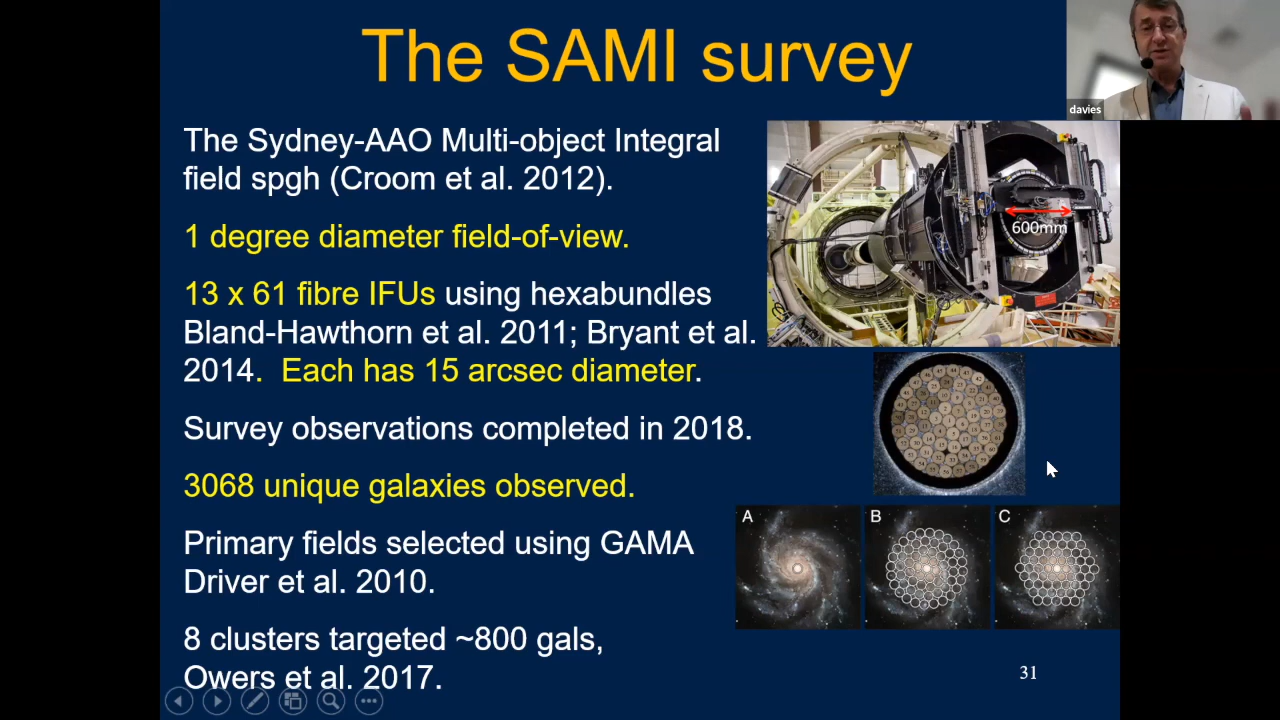 The SAMI survey
davies
The Sydney-AAO Multi-object Integral
field spgh (Croom et al. 2012).
1 degree diameter field-of-view.
13 x 61 fibre IFUs using hexabundles
Bland-Hawthorn et al. 2011; Bryant et al.
2014. Each has 15 arcsec diameter.
Survey observations completed in 2018.
3068 unique galaxies observed.
Primary fields selected using GAMA
Driver et al. 2010.
8 clusters targeted ~800 gals,
Owers et al. 2017.
600mm
A
B
C
31